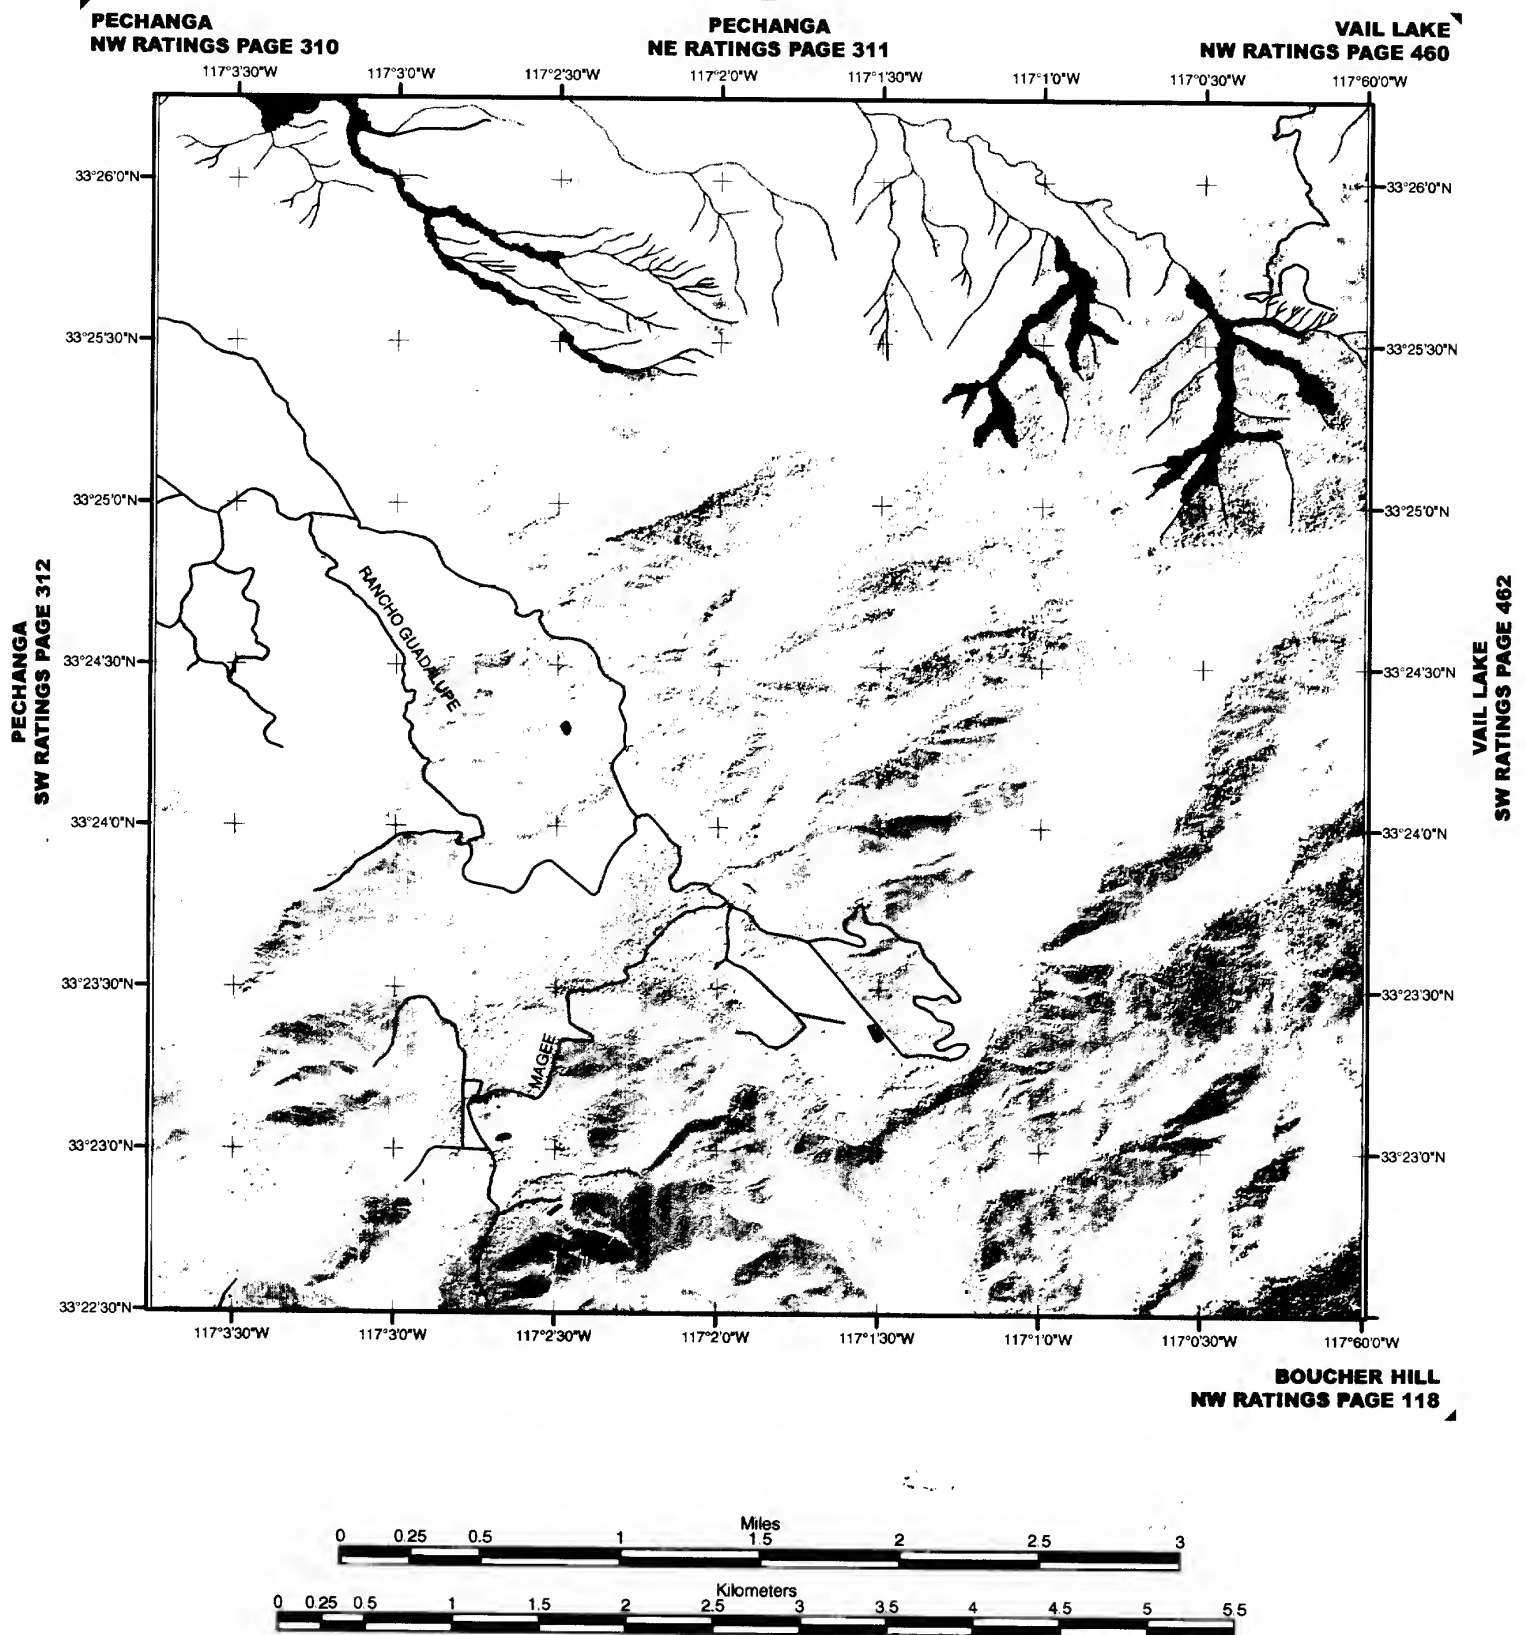 PECHANGA
NW RATINGS PAGE 310
PECHANGA
NE RATINGS PAGE 311
VAIL LAKE
NW RATINGS PAGE 460
117°3'30"W 117°3'0"W 117°2'30"W 117°2'0"W 117°1'30"W 117°1'0"W 117°0'30"W 117°60'0"W
33°26'0"N 33°26'0"N
33°25'30"N 33°25'30"N
33°25'0"N 33°25'0"N
PECHANGA
SW RATINGS PAGE 312
RANCHO GUADALUPE
VAIL LAKE
SW RATINGS PAGE 462
33°24'30"N 33°24'30"N
33°24'0"N 33°24'0"N
33°23'30"N 33°23'30"N
MAGEE
33°23'0"N 33°23'0"N
33°22'30"N
117°3'30"W 117°3'0"W 117°2'30"W 117°2'0"W 117°1'30"W 117°1'0"W 117°0'30"W 117°60'0"W
BOUCHER HILL
NW RATINGS PAGE 118
Miles
0 0.25 0.5 1 1.5 2 2.5 3
Kilometers
0 0.25 0.5 1 1.5 2 2.5 3 3.5 4 4.5 5 5.5